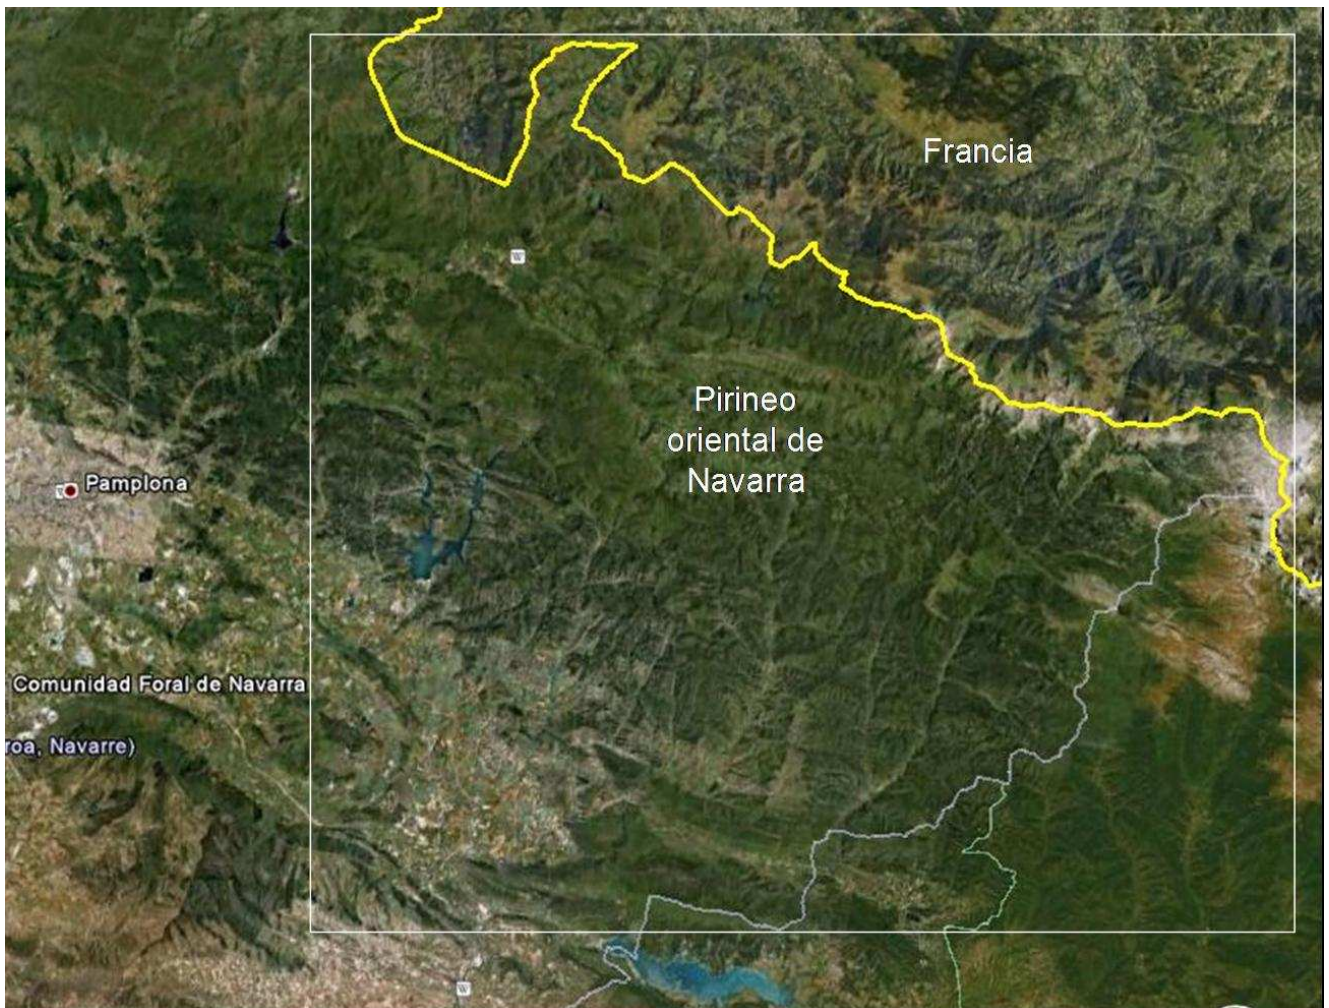 Francia
Pirineo
oriental de
Navarra
Pamplona
Comunidad Foral de Navarra
roa, Navarre)